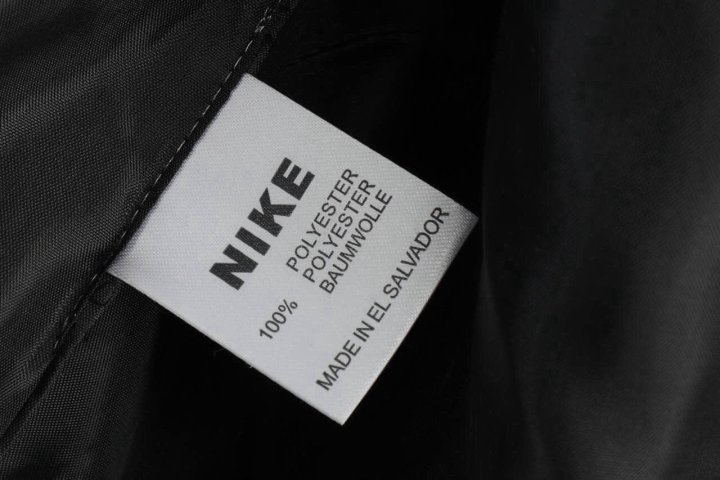 NIKE
100% POLYESTER
POLYESTER
BAUMWOLLE
MADE IN EL SALVADOR